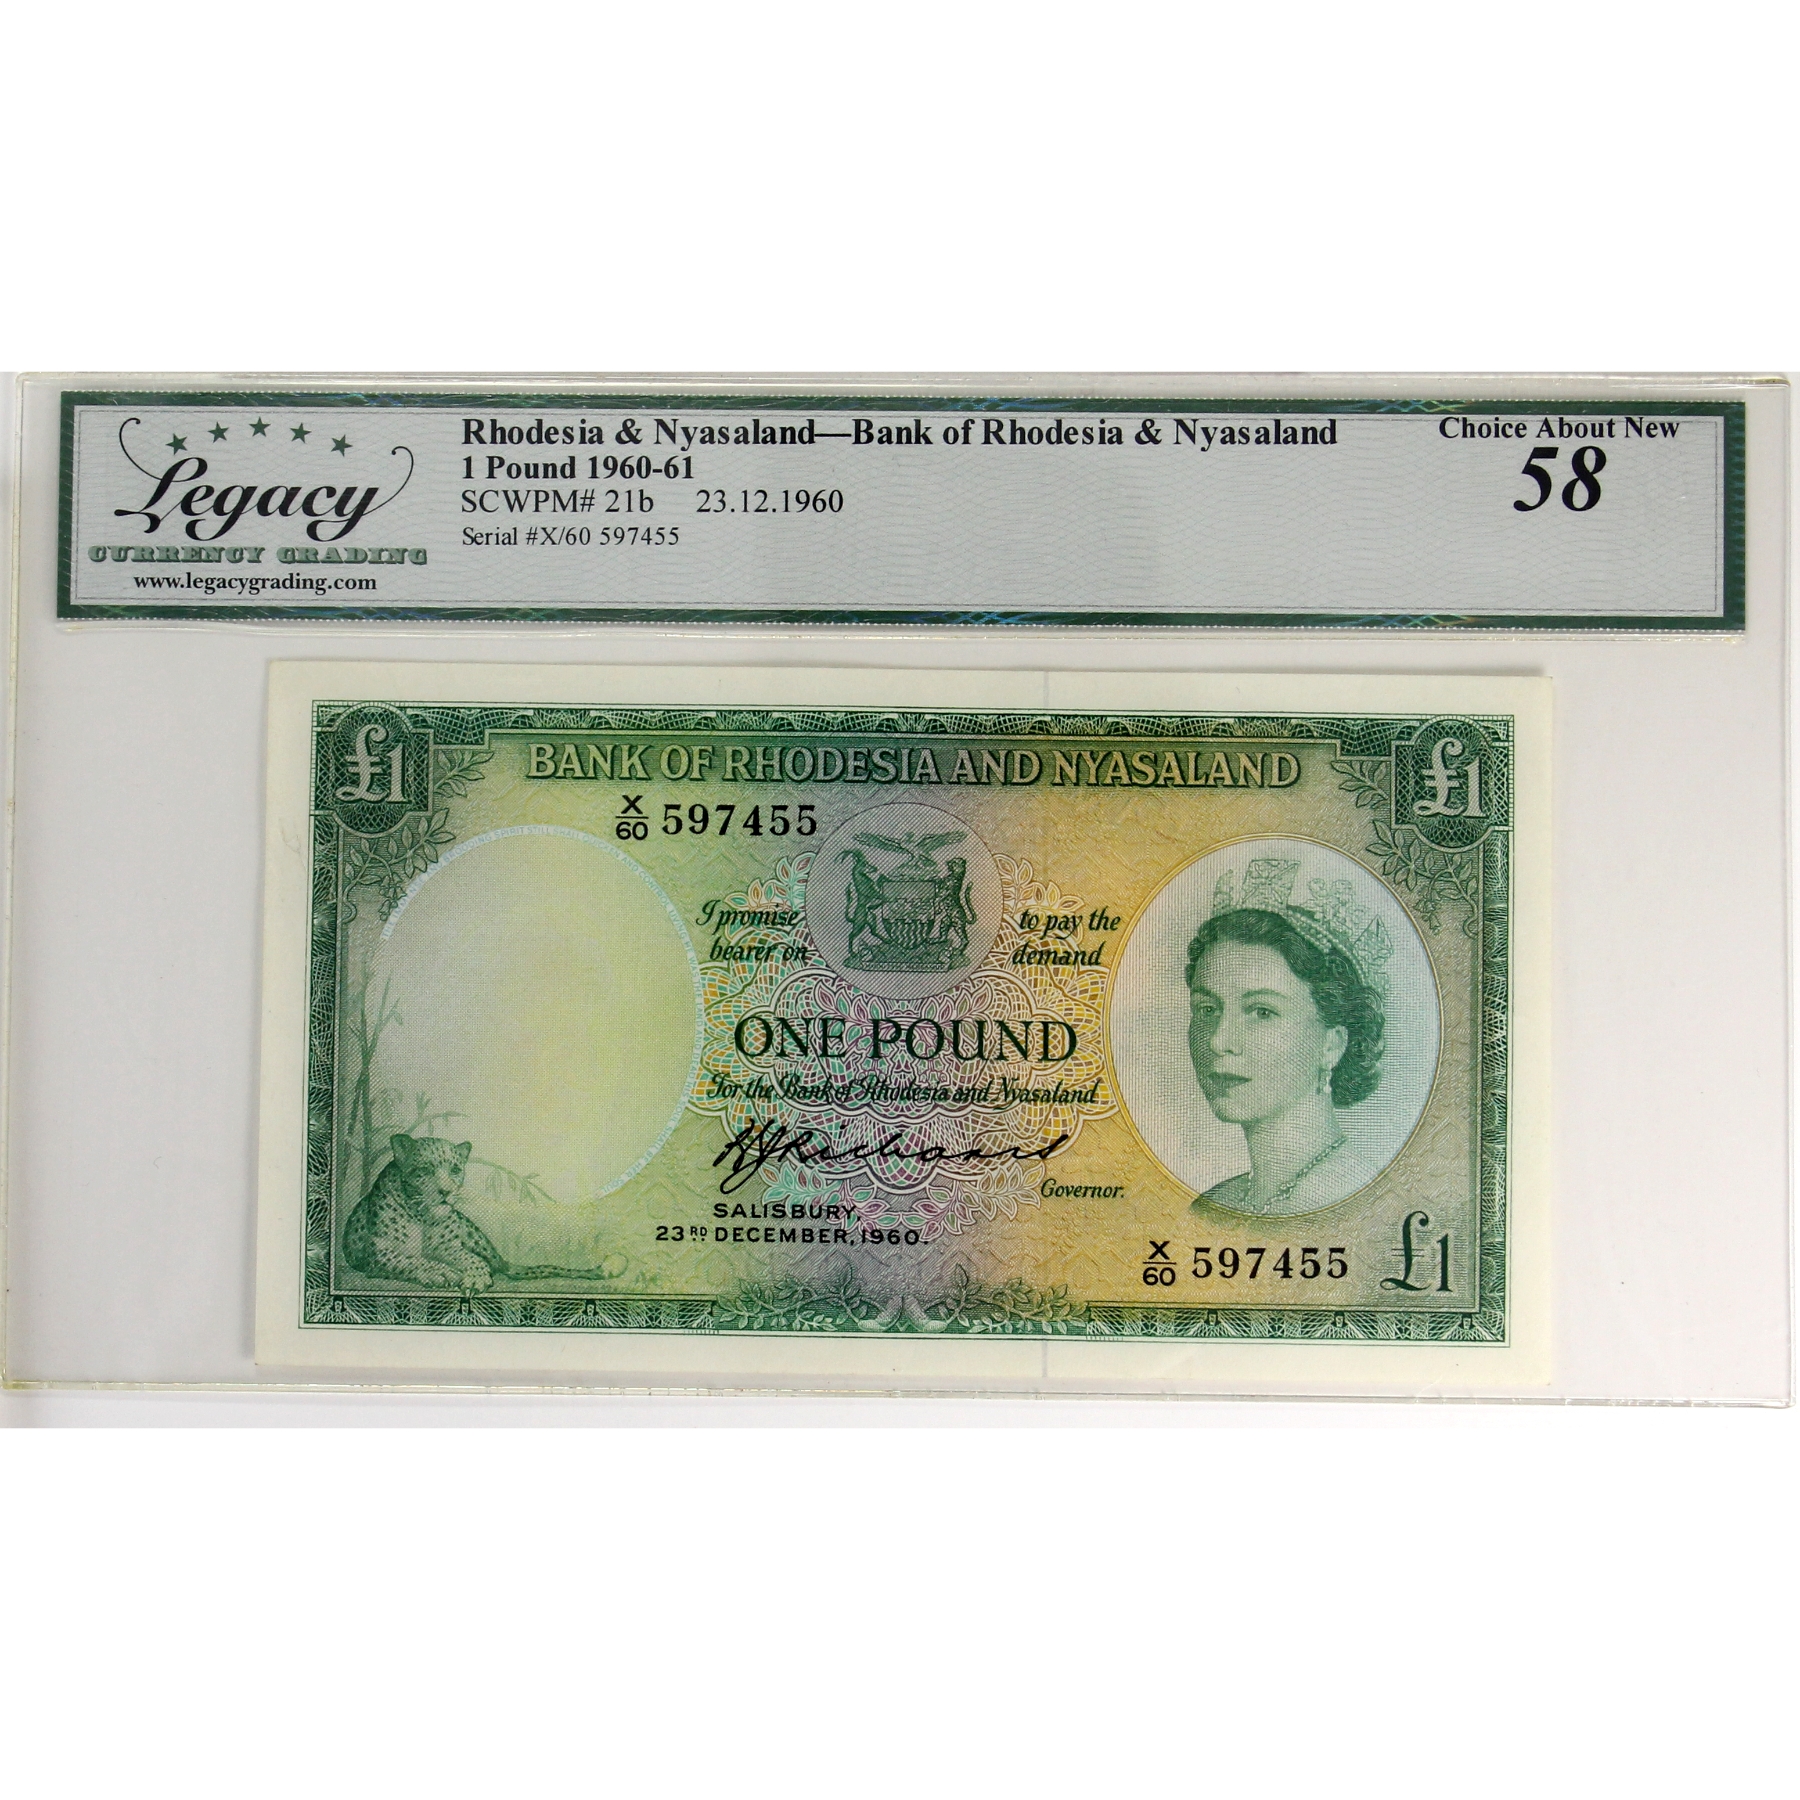 Legacy
CURRENCY GRADING
www.legacygrading.com
Rhodesia & Nyasaland—Bank of Rhodesia & Nyasaland
1 Pound 1960-61
SCWPM# 21b 23.12.1960
Serial #X/60 597455
Choice About New
58
£1
BANK OF RHODESIA AND NYASALAND
£1
X/60 597455
I promise to pay the
bearer on demand
ONE POUND
For the Bank of Rhodesia and Nyasaland
Governor.
SALISBURY,
23RD DECEMBER, 1960.
X/60 597455 £1